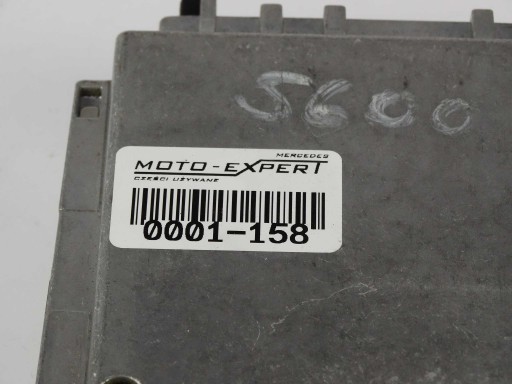 S600
MERCEDES
MOTO-EXPERT
CZĘŚCI UŻYWANE
0001-158